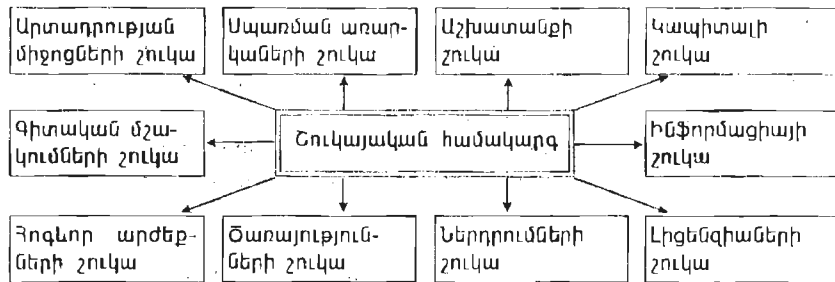 Արտադրության
միջոցների շուկա
Սպառման առար-
կաների շուկա
Աշխատանքի
շուկա
Կապիտալի
շուկա
Գիտական մշա-
կումների շուկա
Շուկայական համակարգ
Ինֆորմացիայի
շուկա
Հոգևոր արժեք-
ների շուկա
Ծառայություն-
ների շուկա
Ներդրումների
շուկա
Լիցենզիաների
շուկա